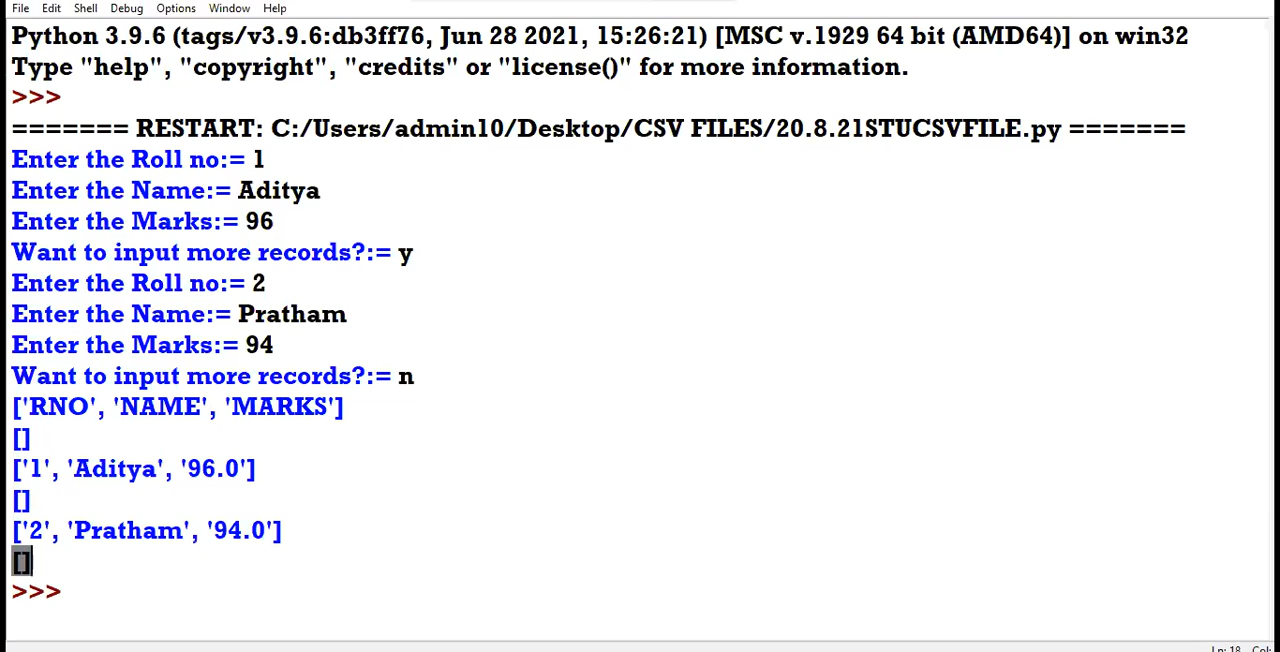 File Edit Shell Debug Options Window Help
Python 3.9.6 (tags/v3.9.6:db3ff76, Jun 28 2021, 15:26:21) [MSC v.1929 64 bit (AMD64)] on win32
Type "help", "copyright", "credits" or "license()" for more information.
>>>
======= RESTART: C:/Users/admin10/Desktop/CSV FILES/20.8.21STUCSVFILE.py =======
Enter the Roll no:= 1
Enter the Name:= Aditya
Enter the Marks:= 96
Want to input more records?:= y
Enter the Roll no:= 2
Enter the Name:= Pratham
Enter the Marks:= 94
Want to input more records?:= n
['RNO', 'NAME', 'MARKS']
[]
['1', 'Aditya', '96.0']
[]
['2', 'Pratham', '94.0']
[]
>>>
Ln: 18 Col: